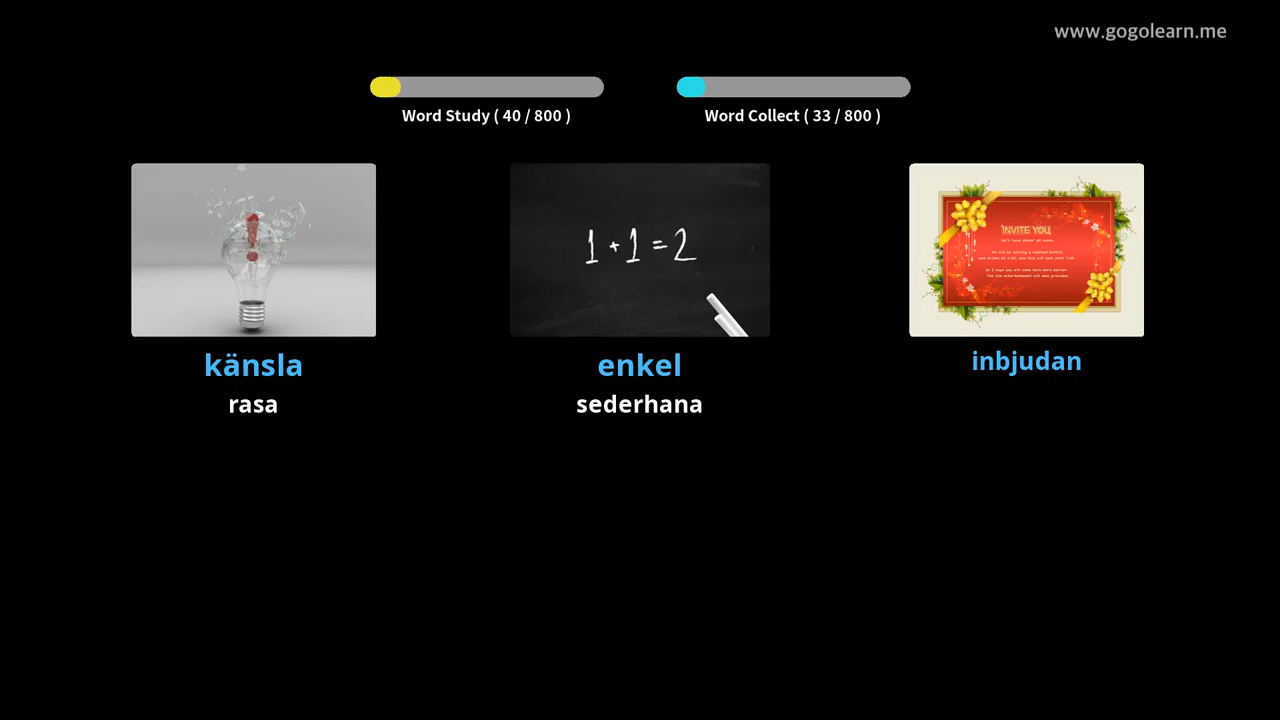 www.gogolearn.me
Word Study ( 40 / 800 )
Word Collect ( 33 / 800 )
1 + 1 = 2
INVITE YOU
känsla
enkel
inbjudan
rasa
sederhana